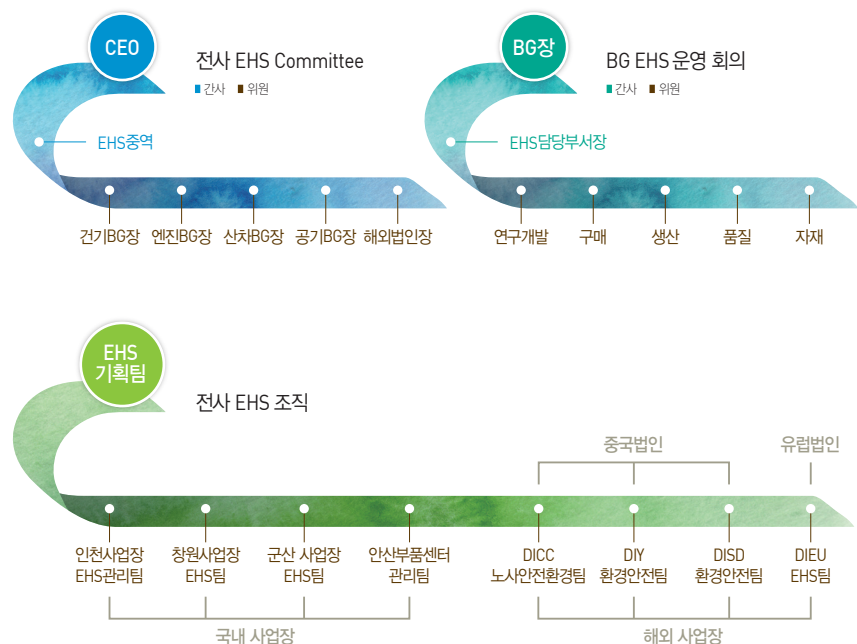 CEO
전사 EHS Committee
간사 위원
EHS중역
건기BG장 엔진BG장 산차BG장 공기BG장 해외법인장
BG장
BG EHS 운영 회의
간사 위원
EHS담당부서장
연구개발 구매 생산 품질 자재
EHS
기획팀
전사 EHS 조직
중국법인 유럽법인
인천사업장 창원사업장 군산 사업장 안산부품센터 DICC DIY DISD DIEU
EHS관리팀 EHS팀 EHS팀 관리팀 노사안전환경팀 환경안전팀 환경안전팀 EHS팀
국내 사업장 해외 사업장